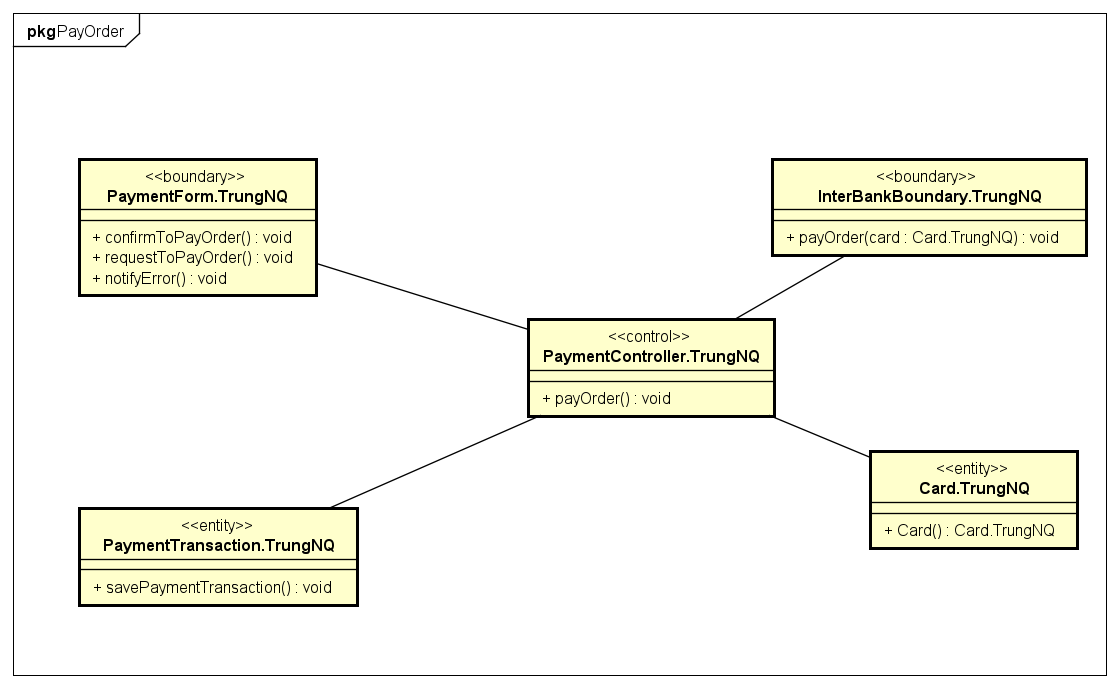 pkgPayOrder
<<boundary>>
PaymentForm.TrungNQ
+ confirmToPayOrder() : void
+ requestToPayOrder() : void
+ notifyError() : void
<<boundary>>
InterBankBoundary.TrungNQ
+ payOrder(card : Card.TrungNQ) : void
<<control>>
PaymentController.TrungNQ
+ payOrder() : void
<<entity>>
Card.TrungNQ
+ Card() : Card.TrungNQ
<<entity>>
PaymentTransaction.TrungNQ
+ savePaymentTransaction() : void